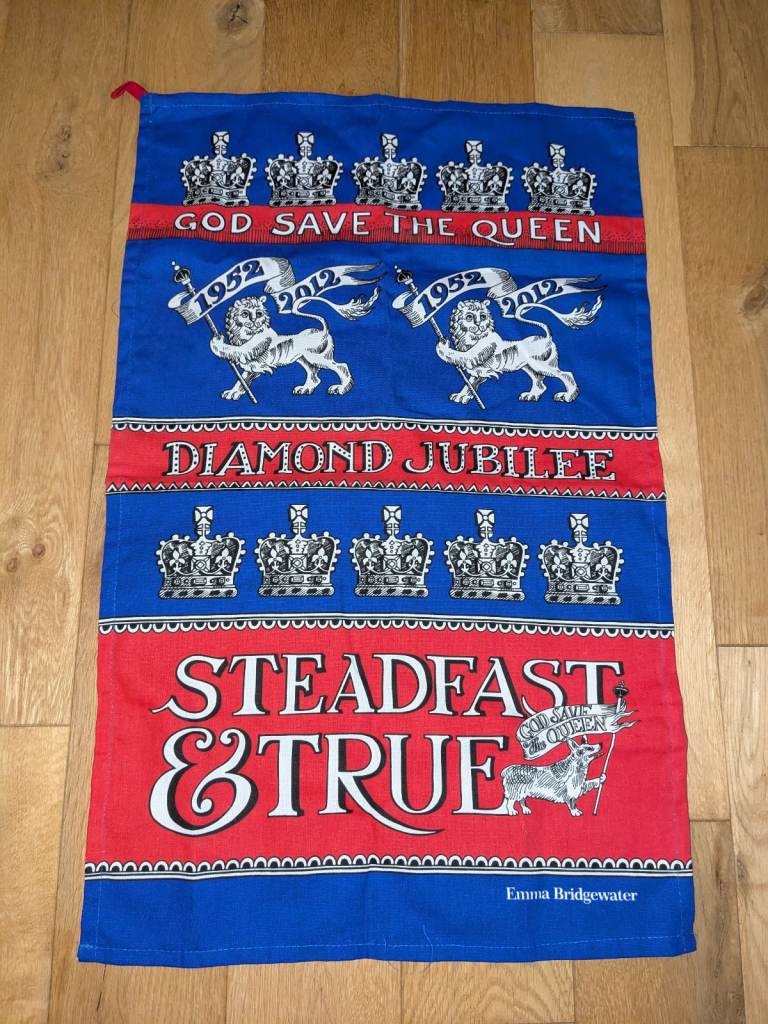 GOD SAVE THE QUEEN
1952 2012 1952 2012
DIAMOND JUBILEE
STEADFAST
& TRUE
GOD SAVE
the QUEEN
Emma Bridgewater